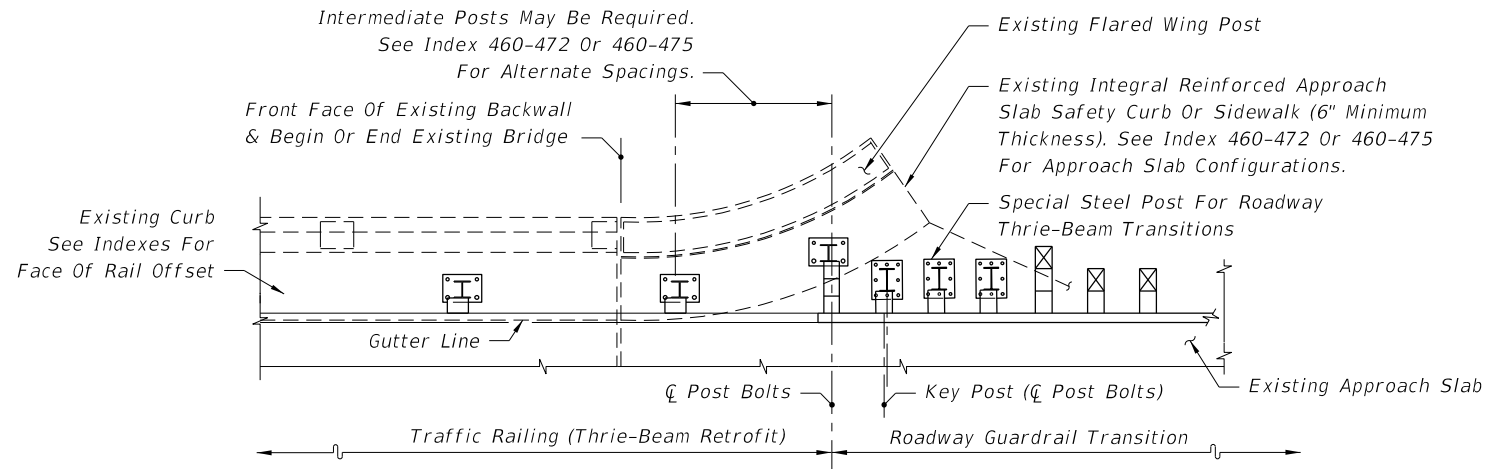 Intermediate Posts May Be Required.
See Index 460-472 Or 460-475
For Alternate Spacings.
Front Face Of Existing Backwall
& Begin Or End Existing Bridge
Existing Curb
See Indexes For
Face Of Rail Offset
Gutter Line
Existing Flared Wing Post
Existing Integral Reinforced Approach
Slab Safety Curb Or Sidewalk (6" Minimum
Thickness). See Index 460-472 Or 460-475
For Approach Slab Configurations.
Special Steel Post For Roadway
Thrie-Beam Transitions
℄ Post Bolts
Key Post (℄ Post Bolts)
Existing Approach Slab
Traffic Railing (Thrie-Beam Retrofit)
Roadway Guardrail Transition